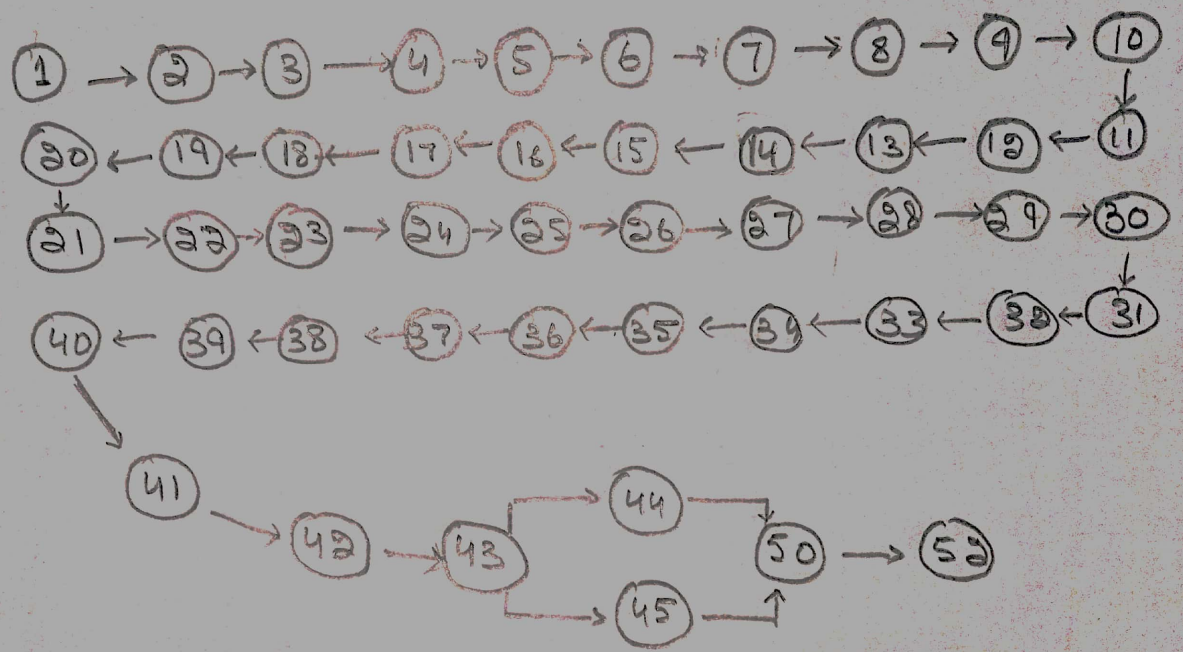 1 → 2 → 3 → 4 → 5 → 6 → 7 → 8 → 9 → 10
20 ← 19 ← 18 ← 17 ← 16 ← 15 ← 14 ← 13 ← 12 ← 11
21 → 22 → 23 → 24 → 25 → 26 → 27 → 28 → 29 → 30
40 ← 39 ← 38 ← 37 ← 36 ← 35 ← 34 ← 33 ← 32 ← 31
41
44
42 → 43 50 → 52
45